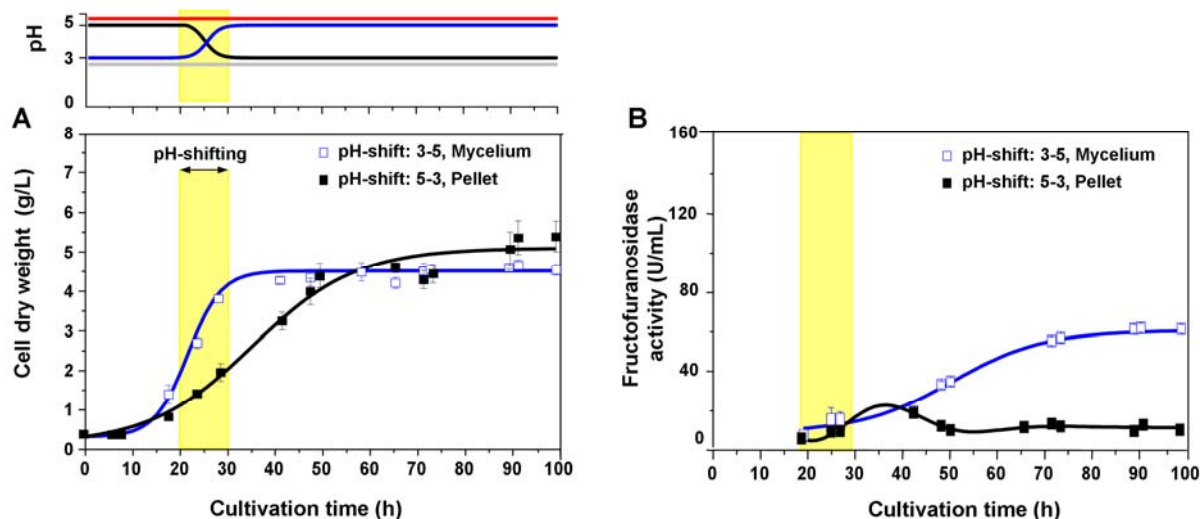 pH
5
3
0
A
Cell dry weight (g/L)
8
7
6
5
4
3
2
1
0
pH-shifting
pH-shift: 3-5, Mycelium
pH-shift: 5-3, Pellet
0 10 20 30 40 50 60 70 80 90 100
Cultivation time (h)
B
Fructofuranosidase
activity (U/mL)
160
120
80
40
0
pH-shift: 3-5, Mycelium
pH-shift: 5-3, Pellet
0 10 20 30 40 50 60 70 80 90 100
Cultivation time (h)